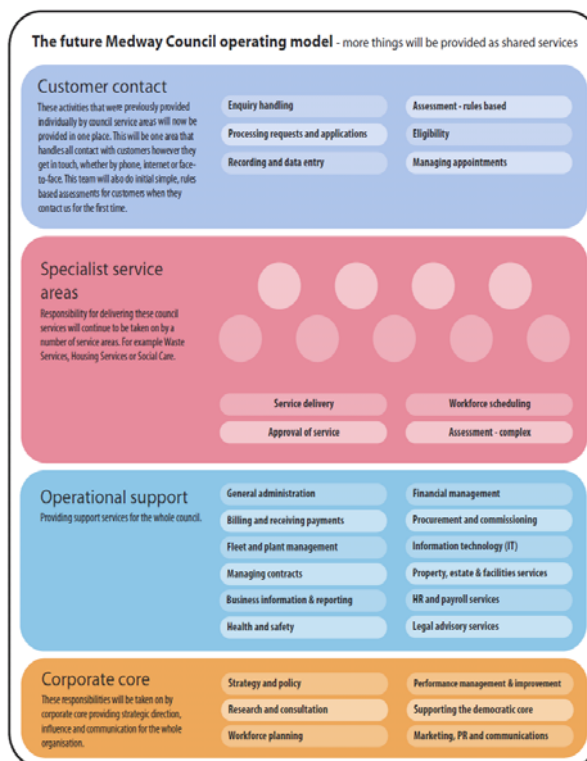 The future Medway Council operating model - more things will be provided as shared services
Customer contact
These activities that were previously provided
individually by council service areas will now be
provided in one place. This will be one area that
handles all contact with customers however they
get in touch, whether by phone, internet or face-
to-face. This team will also do initial simple, rules
based assessments for customers when they
contact us for the first time.
Enquiry handling
Processing requests and applications
Recording and data entry
Assessment - rules based
Eligibility
Managing appointments
Specialist service
areas
Responsibility for delivering these council
services will continue to be taken on by a
number of service areas. For example Waste
Services, Housing Services or Social Care.
Service delivery
Approval of service
Workforce scheduling
Assessment - complex
Operational support
Providing support services for the whole council.
General administration
Billing and receiving payments
Fleet and plant management
Managing contracts
Business information & reporting
Health and safety
Financial management
Procurement and commissioning
Information technology (IT)
Property, estate & facilities services
HR and payroll services
Legal advisory services
Corporate core
These responsibilities will be taken on by
corporate core providing strategic direction,
influence and communication for the whole
organisation.
Strategy and policy
Research and consultation
Workforce planning
Performance management & improvement
Supporting the democratic core
Marketing, PR and communications